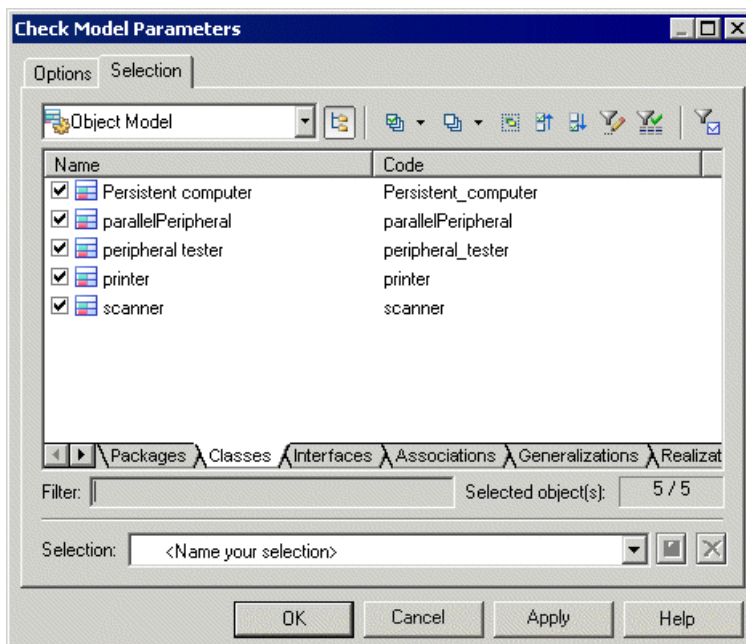 Check Model Parameters
Options Selection
Object Model
Name Code
Persistent computer Persistent_computer
parallelPeripheral parallelPeripheral
peripheral tester peripheral_tester
printer printer
scanner scanner
Packages Classes Interfaces Associations Generalizations Realizat
Filter: Selected object(s): 5 / 5
Selection: <Name your selection>
OK Cancel Apply Help